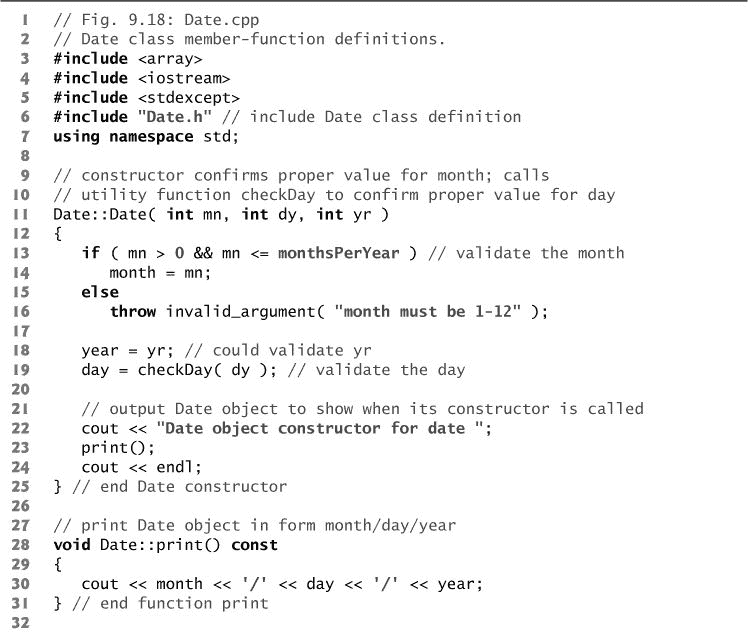 1 // Fig. 9.18: Date.cpp
2 // Date class member-function definitions.
3 #include <array>
4 #include <iostream>
5 #include <stdexcept>
6 #include "Date.h" // include Date class definition
7 using namespace std;
8
9 // constructor confirms proper value for month; calls
10 // utility function checkDay to confirm proper value for day
11 Date::Date( int mn, int dy, int yr )
12 {
13    if ( mn > 0 && mn <= monthsPerYear ) // validate the month
14       month = mn;
15    else
16       throw invalid_argument( "month must be 1-12" );
17
18    year = yr; // could validate yr
19    day = checkDay( dy ); // validate the day
20
21    // output Date object to show when its constructor is called
22    cout << "Date object constructor for date ";
23    print();
24    cout << endl;
25 } // end Date constructor
26
27 // print Date object in form month/day/year
28 void Date::print() const
29 {
30    cout << month << '/' << day << '/' << year;
31 } // end function print
32